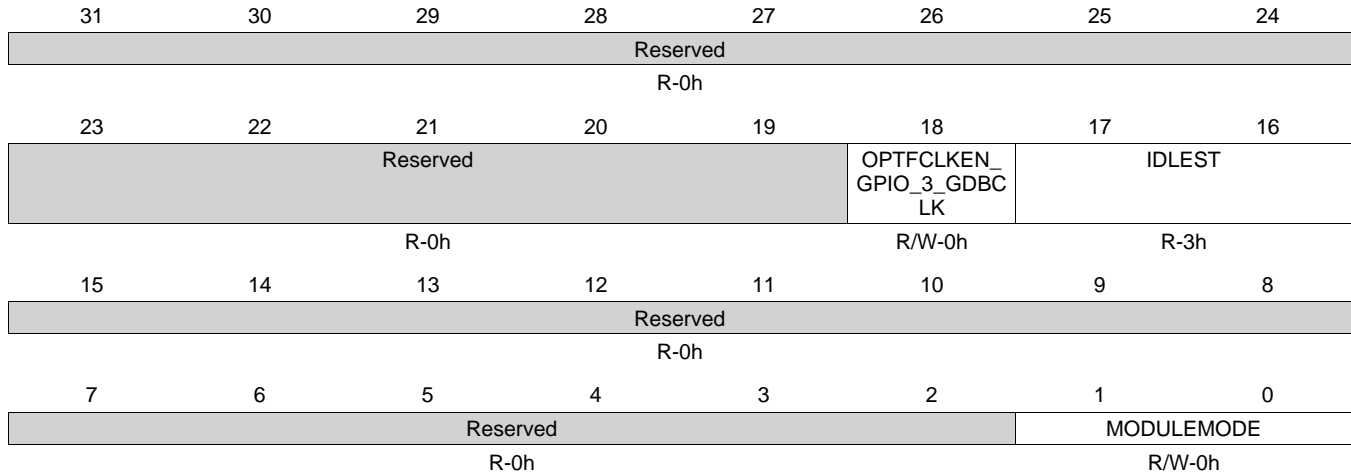 31 30 29 28 27 26 25 24
Reserved
R-0h
23 22 21 20 19 18 17 16
Reserved OPTFCLKEN_ IDLEST
GPIO_3_GDBC
LK
R-0h R/W-0h R-3h
15 14 13 12 11 10 9 8
Reserved
R-0h
7 6 5 4 3 2 1 0
Reserved MODULEMODE
R-0h R/W-0h